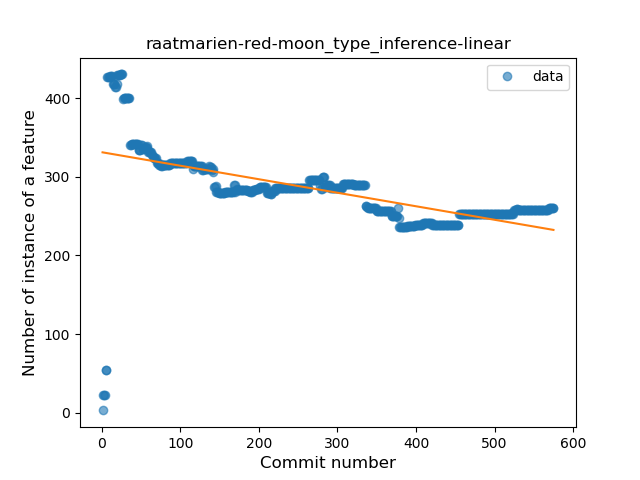 raatmarien-red-moon_type_inference-linear
data
Number of instance of a feature
400
300
200
100
0
0 100 200 300 400 500 600
Commit number